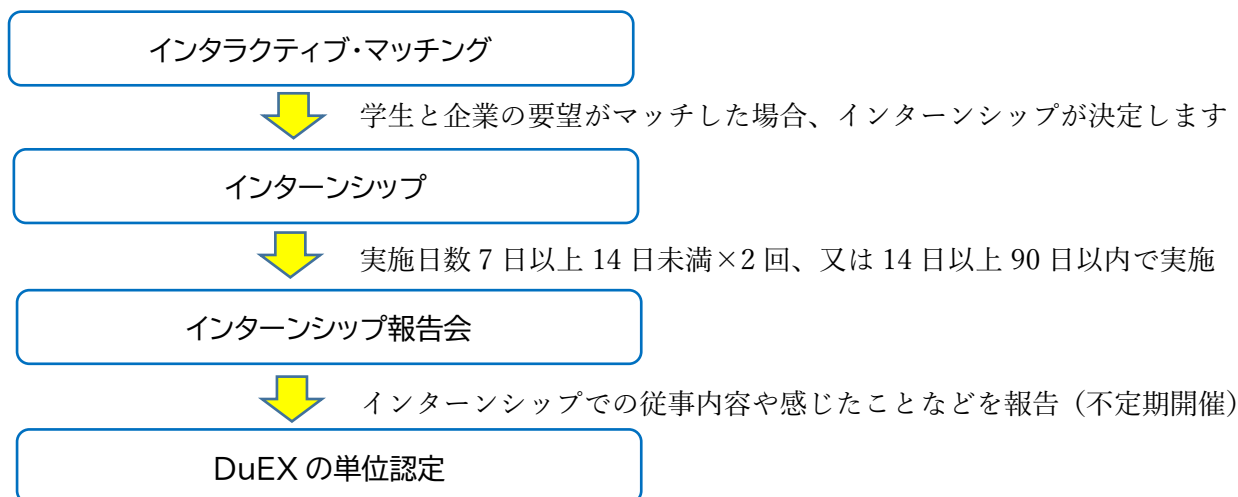 インタラクティブ・マッチング
学生と企業の要望がマッチした場合、インターンシップが決定します
インターンシップ
実施日数 7 日以上 14 日未満×2 回、又は 14 日以上 90 日以内で実施
インターンシップ報告会
インターンシップでの従事内容や感じたことなどを報告（不定期開催）
DuEX の単位認定